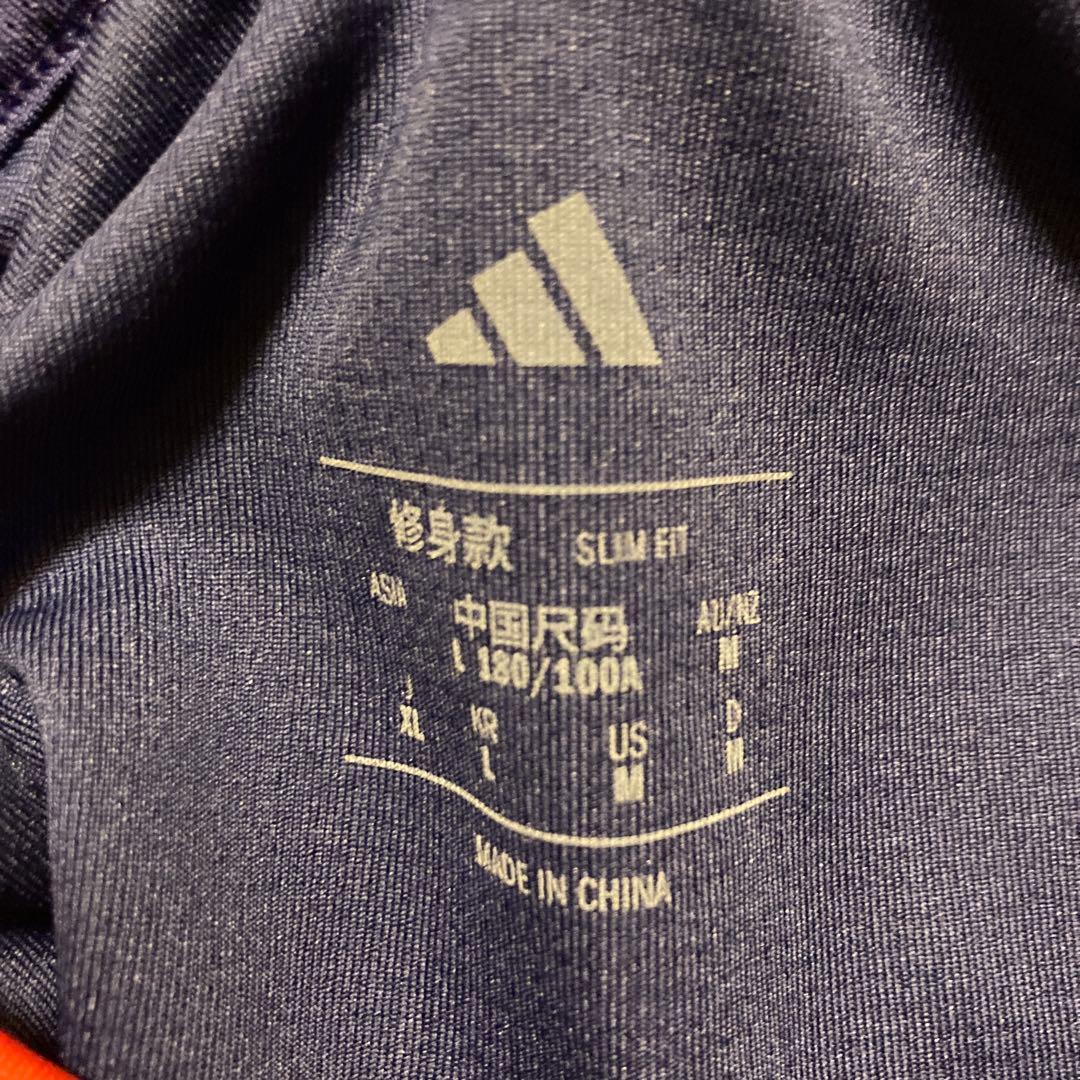 修身款 SLIM FIT
ASIA 中国尺码 AU/NZ
L 180/100A M
J KR US D
XL L M M
MADE IN CHINA